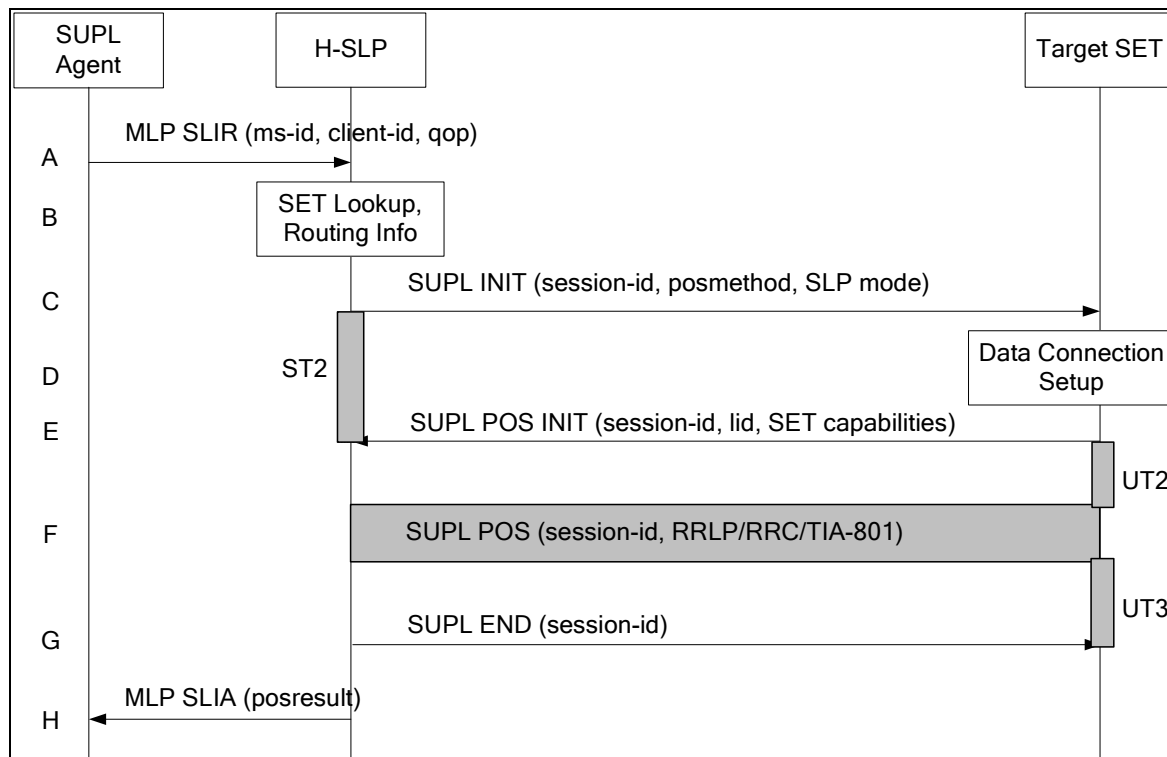 SUPL
Agent
H-SLP
Target SET
MLP SLIR (ms-id, client-id, qop)
A
SET Lookup,
Routing Info
B
SUPL INIT (session-id, posmethod, SLP mode)
C
Data Connection
Setup
ST2
D
SUPL POS INIT (session-id, lid, SET capabilities)
E
UT2
SUPL POS (session-id, RRLP/RRC/TIA-801)
F
UT3
SUPL END (session-id)
G
MLP SLIA (posresult)
H